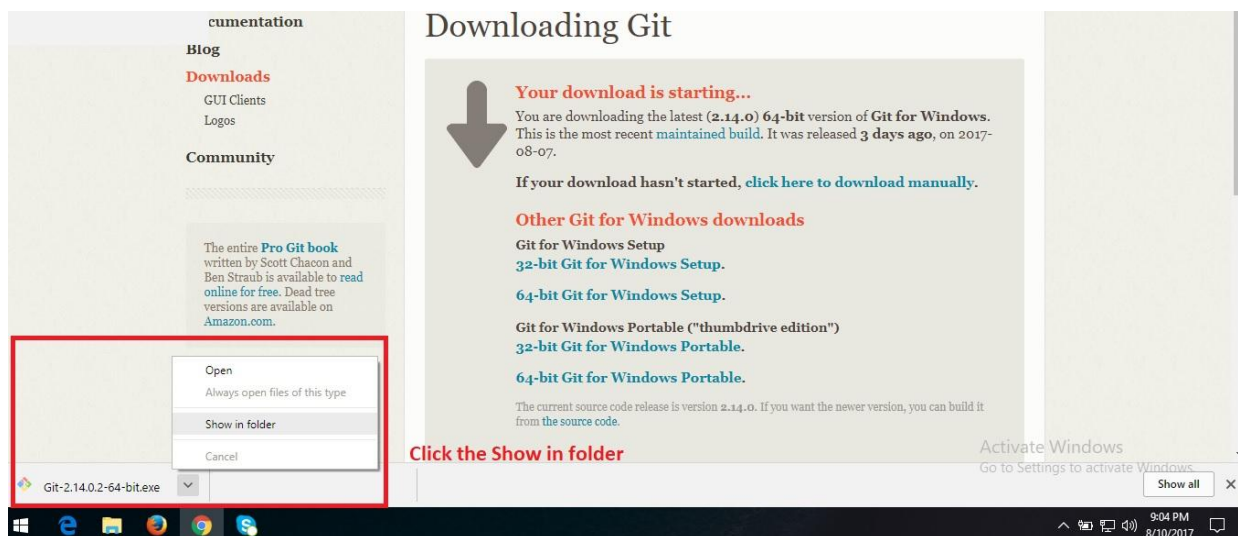 cumentation
Blog
Downloads
GUI Clients
Logos
Community
The entire Pro Git book
written by Scott Chacon and
Ben Straub is available to read
online for free. Dead tree
versions are available on
Amazon.com.
Downloading Git
Your download is starting...
You are downloading the latest (2.14.0) 64-bit version of Git for Windows.
This is the most recent maintained build. It was released 3 days ago, on 2017-
08-07.
If your download hasn't started, click here to download manually.
Other Git for Windows downloads
Git for Windows Setup
32-bit Git for Windows Setup.
64-bit Git for Windows Setup.
Git for Windows Portable ("thumbdrive edition")
32-bit Git for Windows Portable.
64-bit Git for Windows Portable.
The current source code release is version 2.14.0. If you want the newer version, you can build it
from the source code.
Open
Always open files of this type
Show in folder
Cancel
Click the Show in folder
Activate Windows
Go to Settings to activate Windows.
Git-2.14.0.2-64-bit.exe
Show all
9:04 PM
8/10/2017